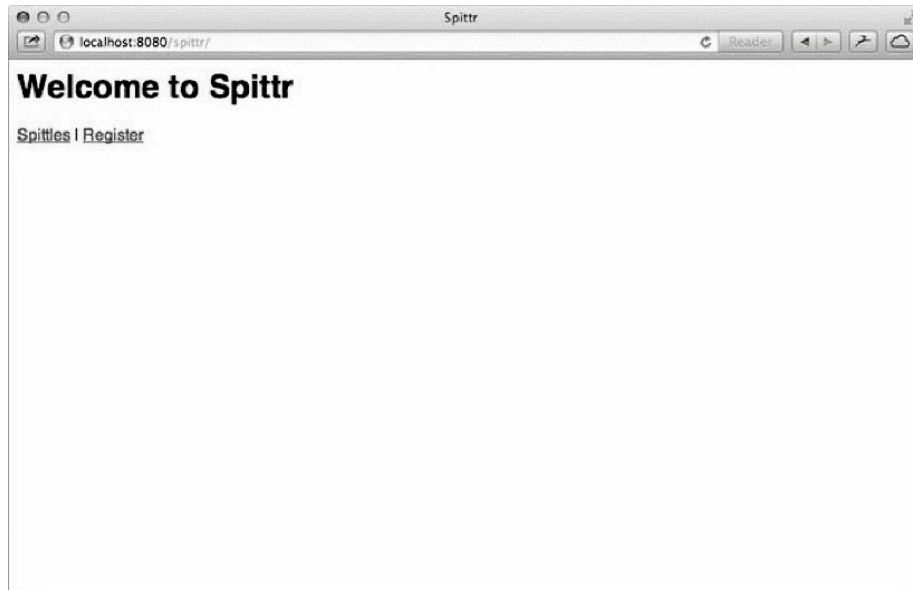 Spittr
localhost:8080/spittr/
Reader
Welcome to Spittr
Spittles | Register